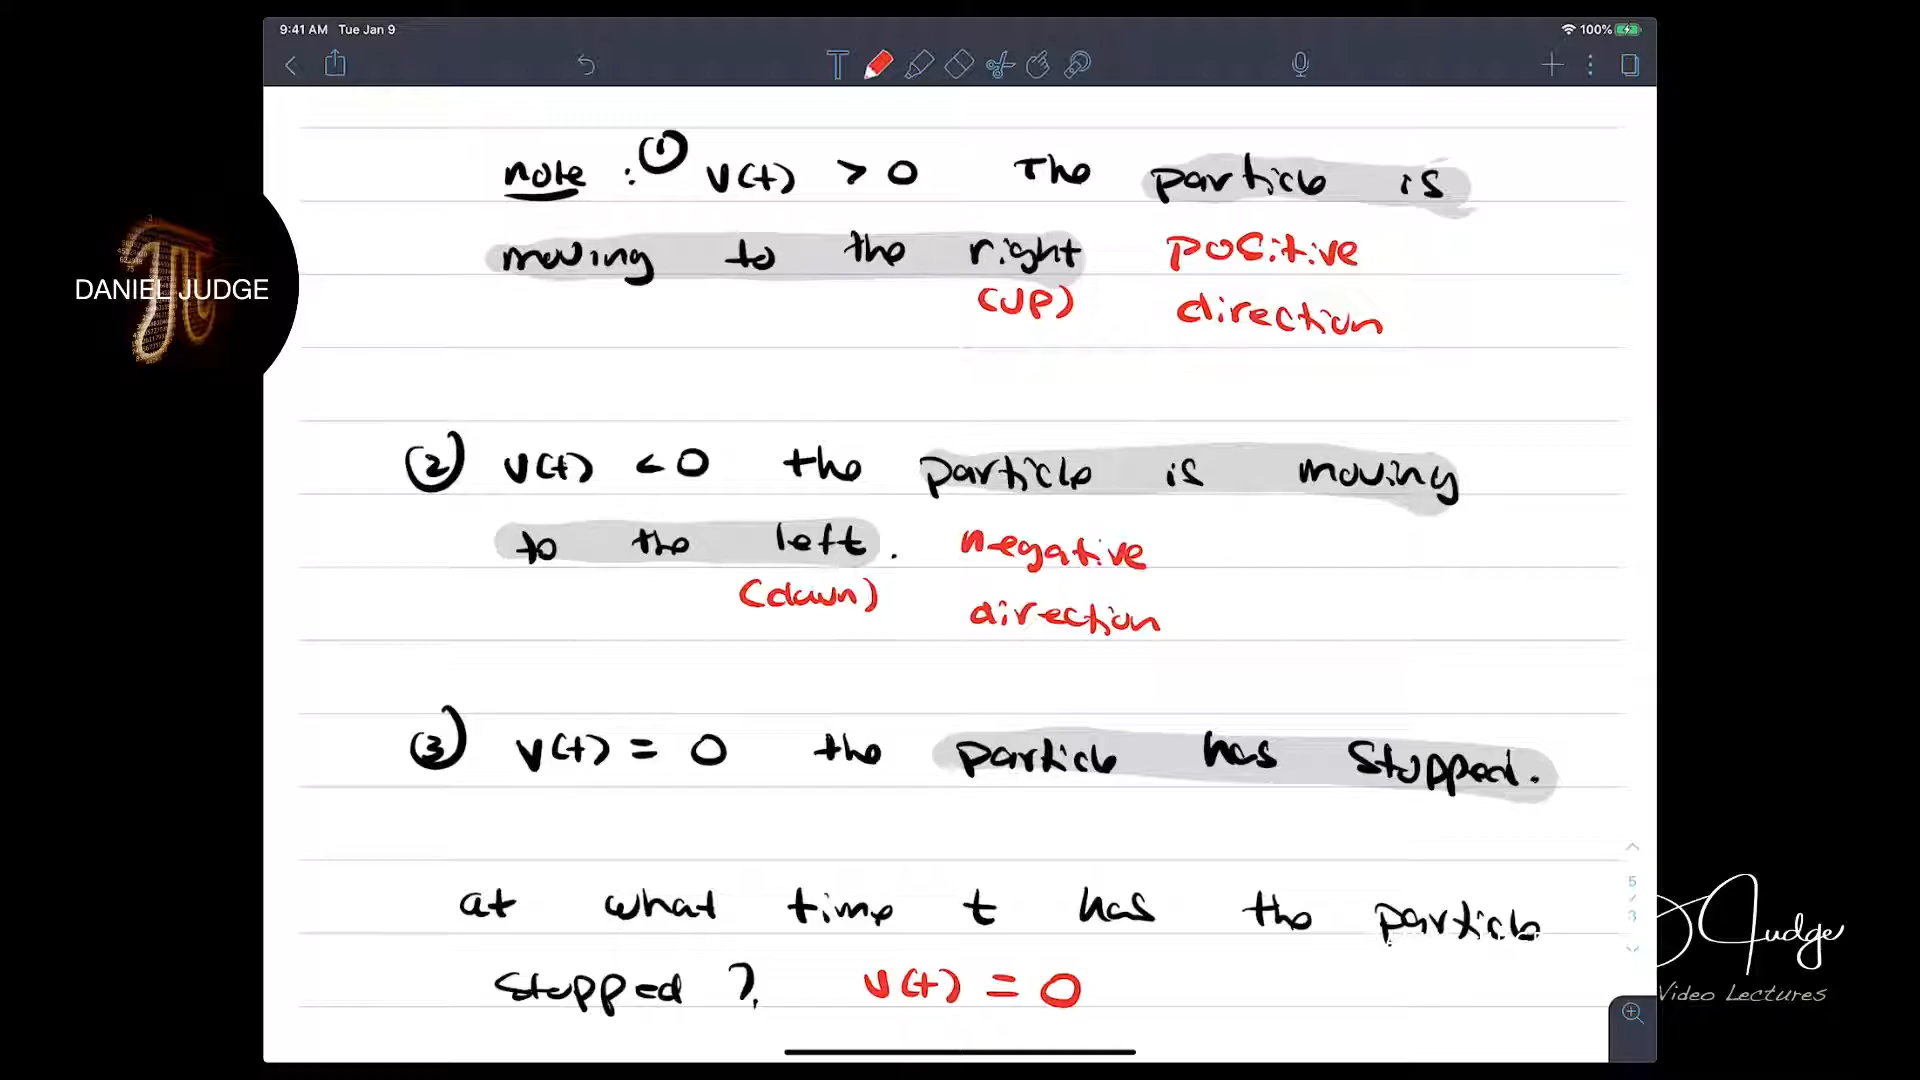 9:41 AM Tue Jan 9
100%
note : ① v(t) > 0 The particle is
moving to the right positive
(up) direction
DANIEL JUDGE
② v(t) < 0 the particle is moving
to the left. negative
(down) direction
③ v(t) = 0 the particle has stopped.
at what time t has the particle
stopped ? v(t) = 0
5
3
Judge
Video Lectures